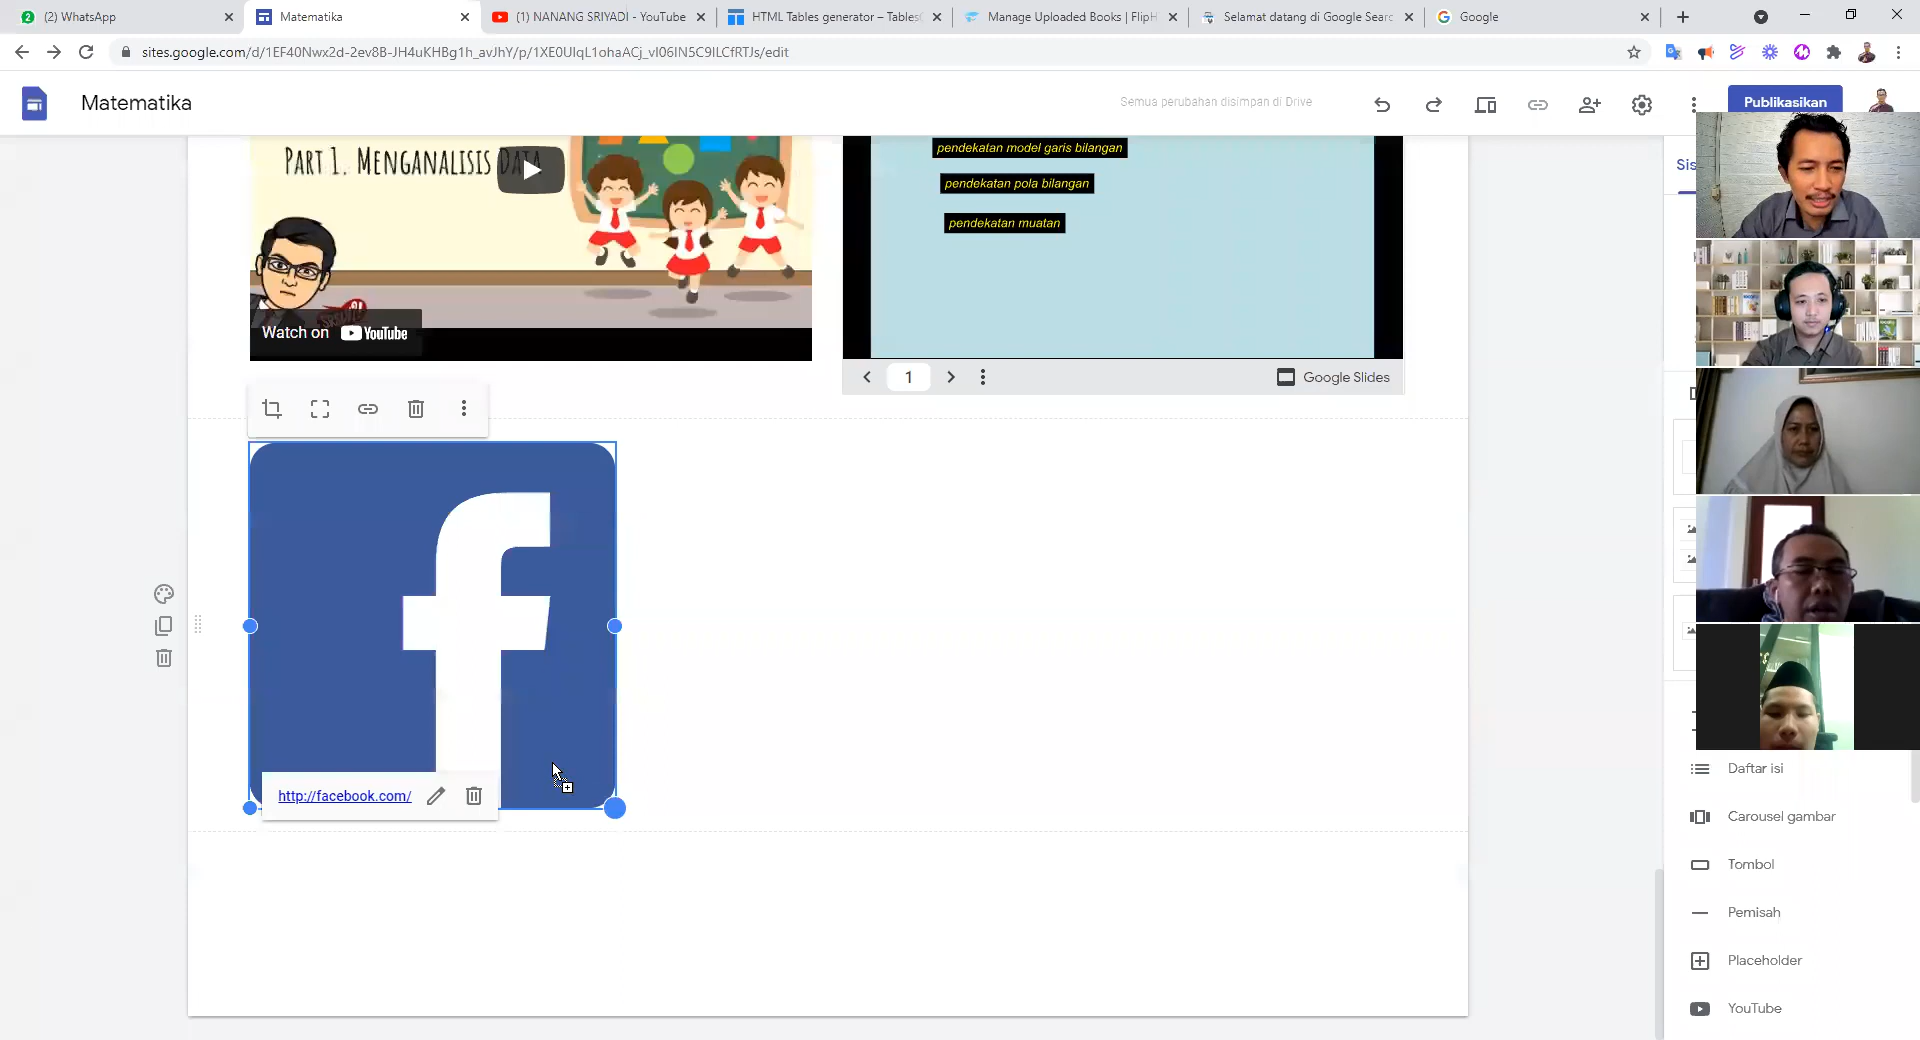 (2) WhatsApp
Matematika
(1) NANANG SRIYADI - YouTube
HTML Tables generator – Tables
Manage Uploaded Books | FlipH
Selamat datang di Google Searc
Google
sites.google.com/d/1EF40Nwx2d-2ev8B-JH4uKHBg1h_avJhY/p/1XE0UIqL1ohaACj_vI06IN5C9ILCfRTJs/edit
Matematika
Semua perubahan disimpan di Drive
Publikasikan
Sis
PART 1. MENGANALISIS DATA
Watch on YouTube
pendekatan model garis bilangan
pendekatan pola bilangan
pendekatan muatan
1
Google Slides
http://facebook.com/
Daftar isi
Carousel gambar
Tombol
Pemisah
Placeholder
YouTube